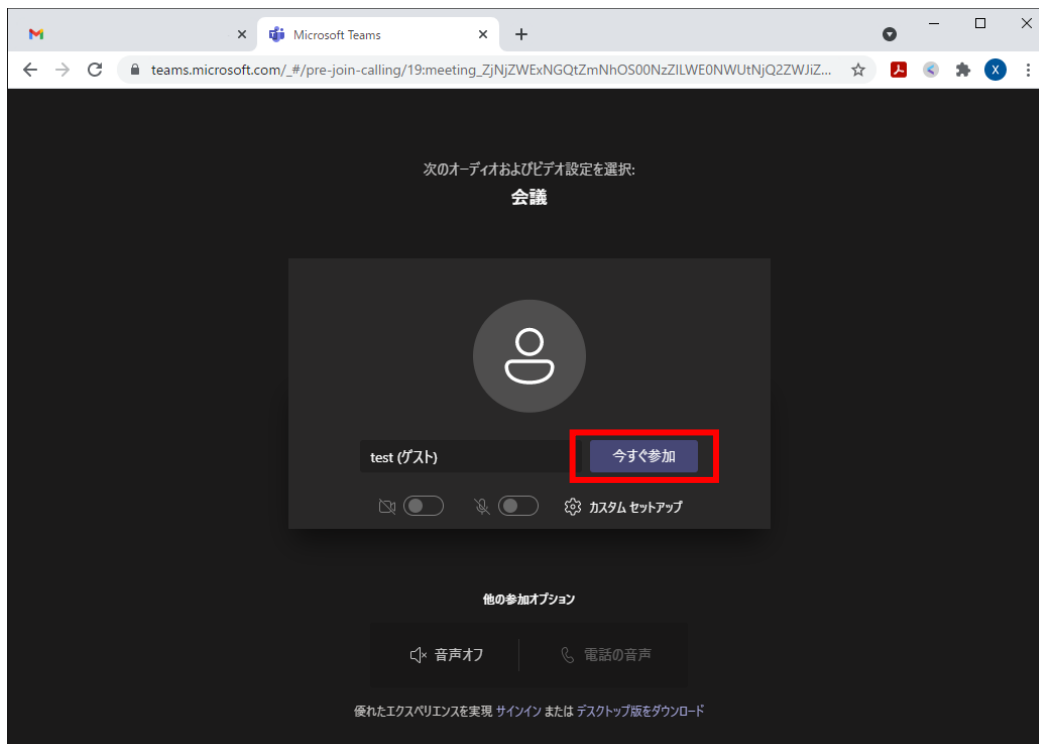 Microsoft Teams
teams.microsoft.com/_#/pre-join-calling/19:meeting_ZjNjZWExNGQtZmNhOS00NzZlLWE0NWUtNjQ2ZWJiZ...
X
次のオーディオおよびビデオ設定を選択:
会議
test (ゲスト)
今すぐ参加
カスタム セットアップ
他の参加オプション
音声オフ
電話の音声
優れたエクスペリエンスを実現 サインイン または デスクトップ版をダウンロード